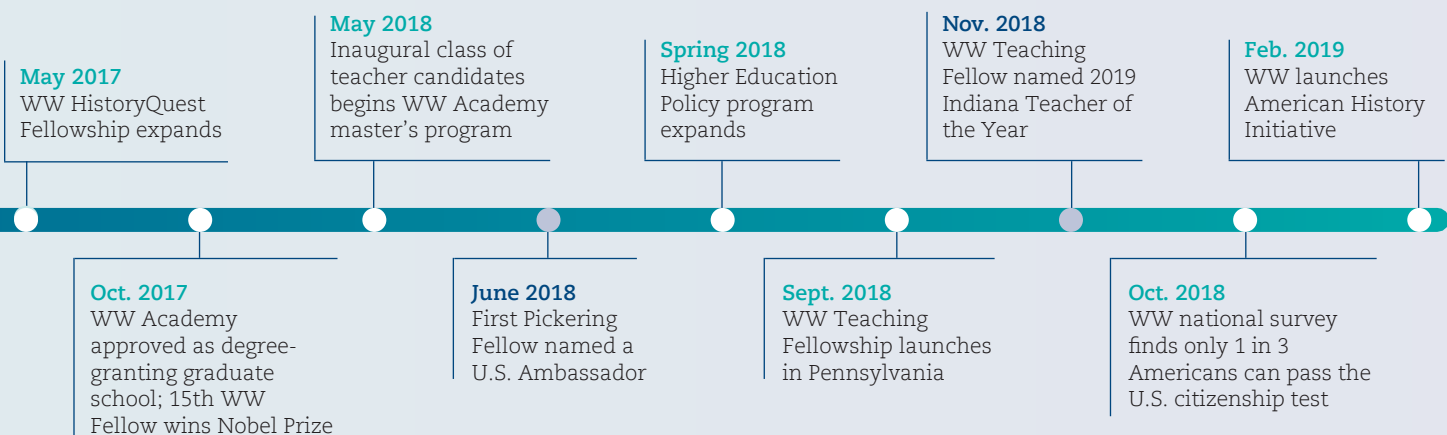 May 2017
WW HistoryQuest
Fellowship expands
Oct. 2017
WW Academy
approved as degree-
granting graduate
school; 15th WW
Fellow wins Nobel Prize
May 2018
Inaugural class of
teacher candidates
begins WW Academy
master’s program
June 2018
First Pickering
Fellow named a
U.S. Ambassador
Spring 2018
Higher Education
Policy program
expands
Sept. 2018
WW Teaching
Fellowship launches
in Pennsylvania
Nov. 2018
WW Teaching
Fellow named 2019
Indiana Teacher of
the Year
Oct. 2018
WW national survey
finds only 1 in 3
Americans can pass the
U.S. citizenship test
Feb. 2019
WW launches
American History
Initiative